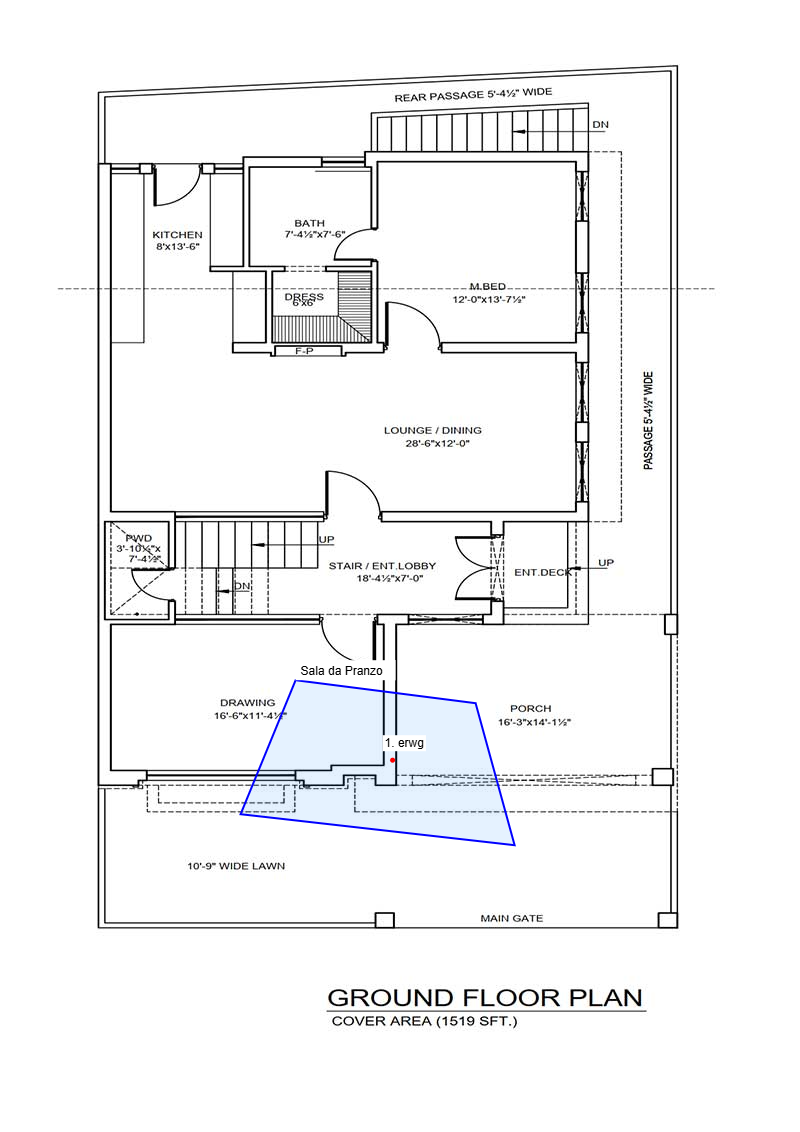 REAR PASSAGE 5'-4½" WIDE
DN
BATH
7'-4½"x7'-6"
KITCHEN
8'x13'-6"
M.BED
12'-0"x13'-7½"
DRESS
6'x6'
F-P
PASSAGE 5'-4½" WIDE
LOUNGE / DINING
28'-6"x12'-0"
PWD
3'-10½"x
7'-4½"
UP
STAIR / ENT.LOBBY
18'-4½"x7'-0"
DN
ENT.DECK
UP
Sala da Pranzo
DRAWING
16'-6"x11'-4½"
PORCH
16'-3"x14'-1½"
1. erwg
10'-9" WIDE LAWN
MAIN GATE
GROUND FLOOR PLAN
COVER AREA (1519 SFT.)